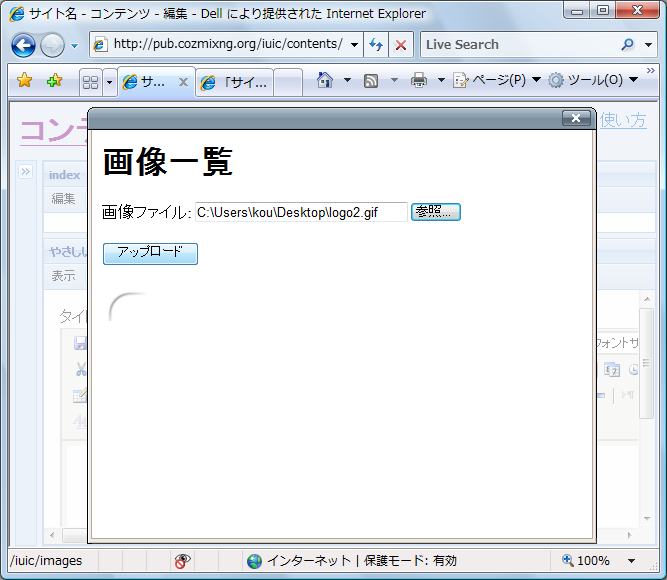 サイト名 - コンテンツ - 編集 - Dell により提供された Internet Explorer
http://pub.cozmixng.org/iuic/contents/
Live Search
サ...
「サイ...
ページ(P)
ツール(O)
コン
使い方
index
編集
やさしい
表示
タイ
フォントサ
画像一覧
画像ファイル:
C:\Users\kou\Desktop\logo2.gif
参照...
アップロード
/iuic/images
インターネット | 保護モード: 有効
100%